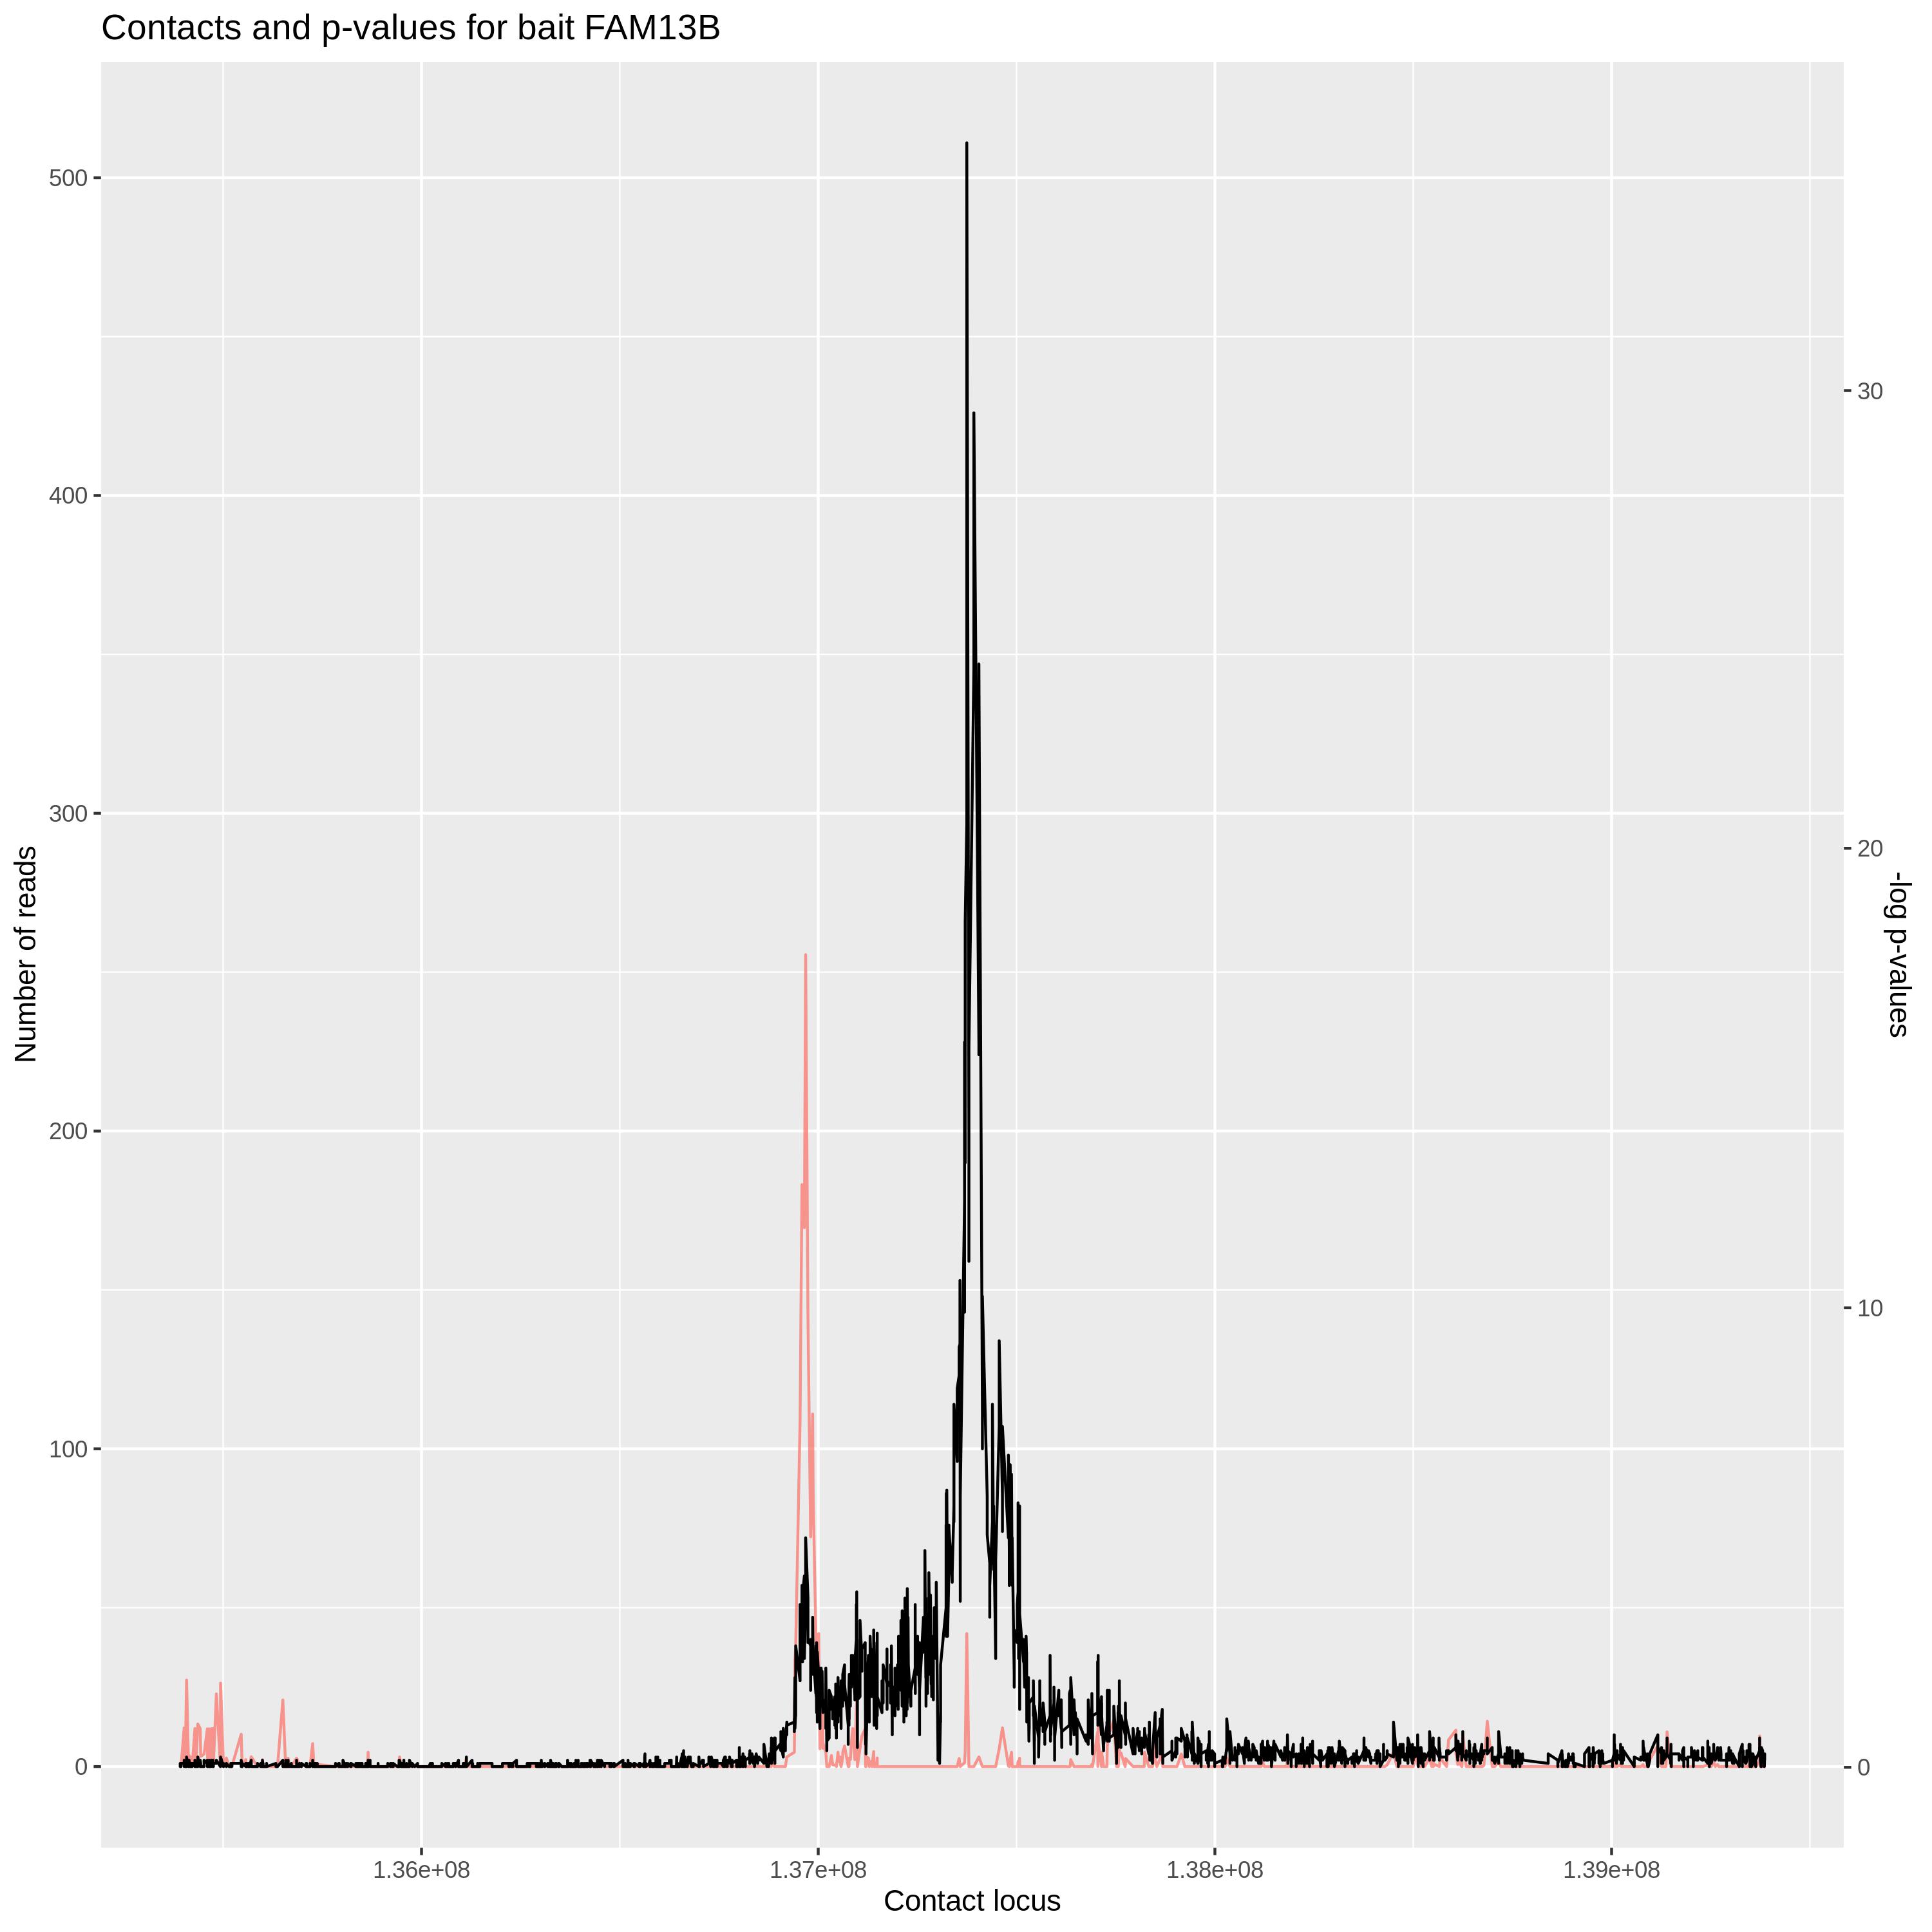 Contacts and p-values for bait FAM13B
500
400
300
200
100
0
Number of reads
30
20
10
0
-log p-values
1.36e+08
1.37e+08
1.38e+08
1.39e+08
Contact locus